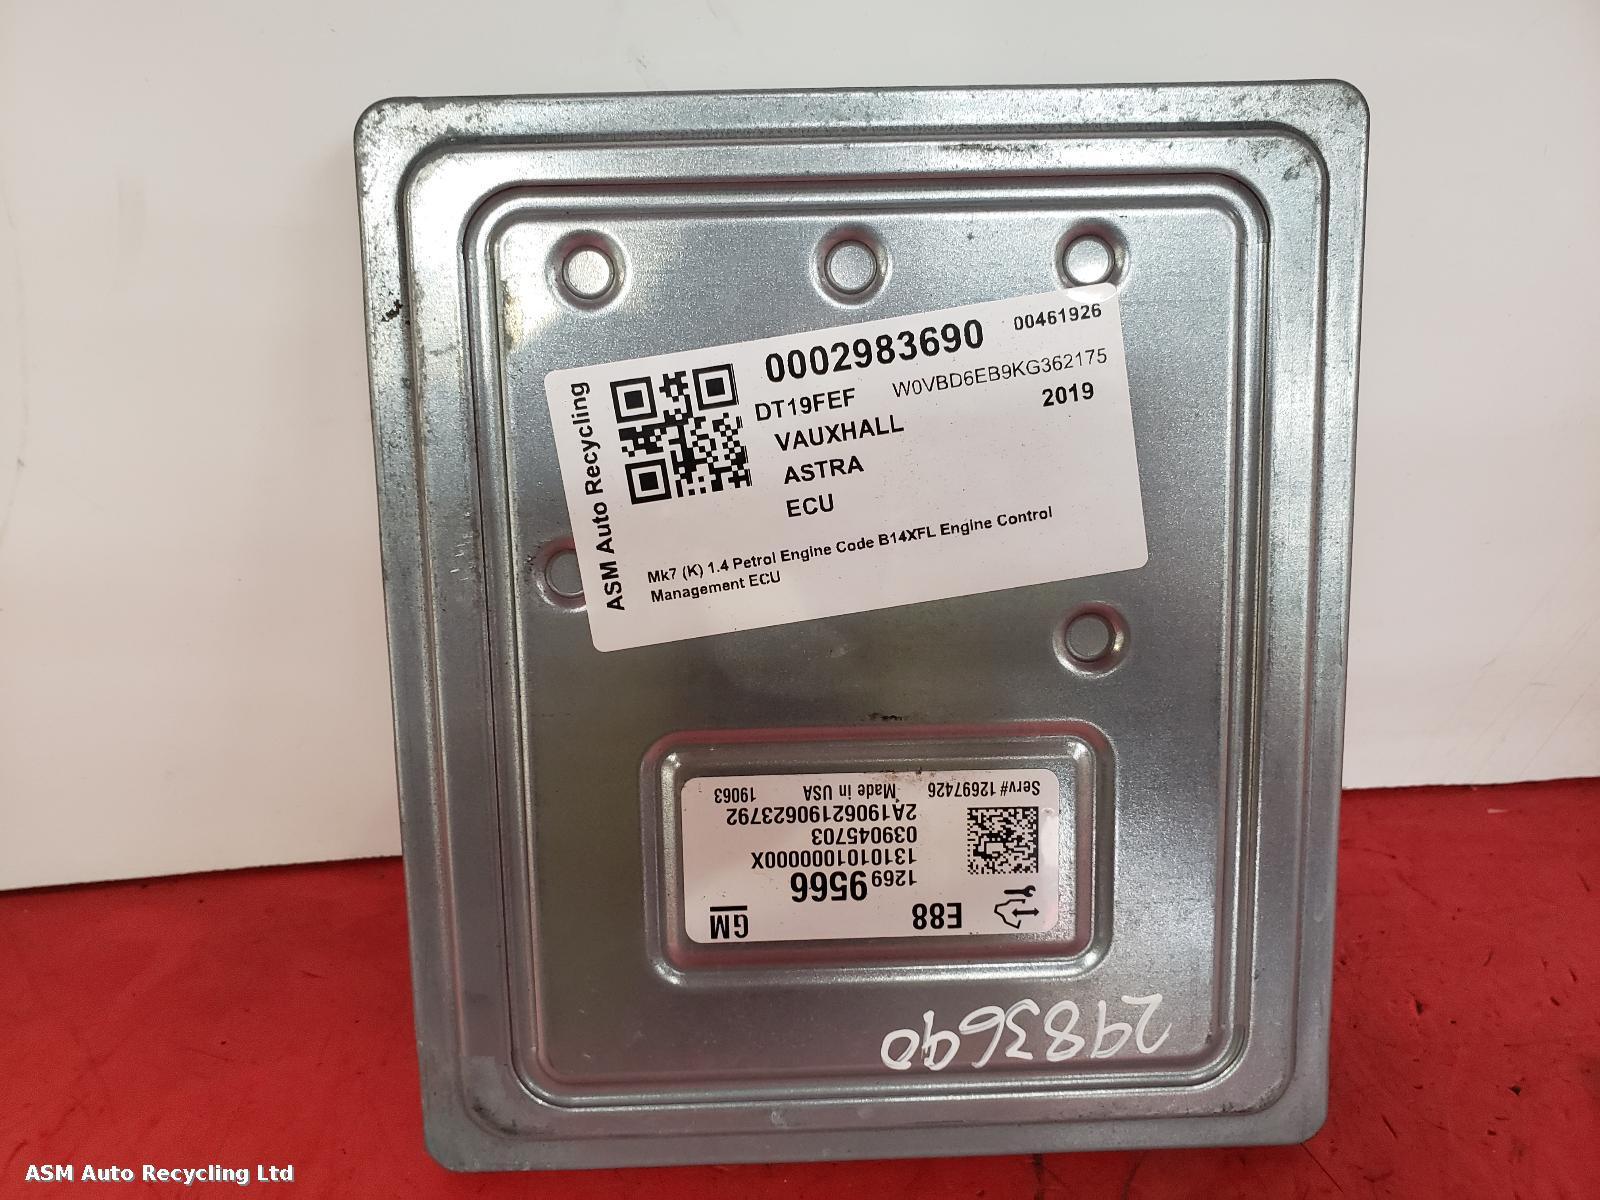 0002983690
00461926
DT19FEF
W0VBD6EB9KG362175
VAUXHALL
2019
ASTRA
ECU
Mk7 (K) 1.4 Petrol Engine Code B14XFL Engine Control
Management ECU
ASM Auto Recycling
GM
E88
1269 9566
1310101000000X
039045703
2A19062190623792
Serv# 12697426 Made in USA 19063
2983690
ASM Auto Recycling Ltd